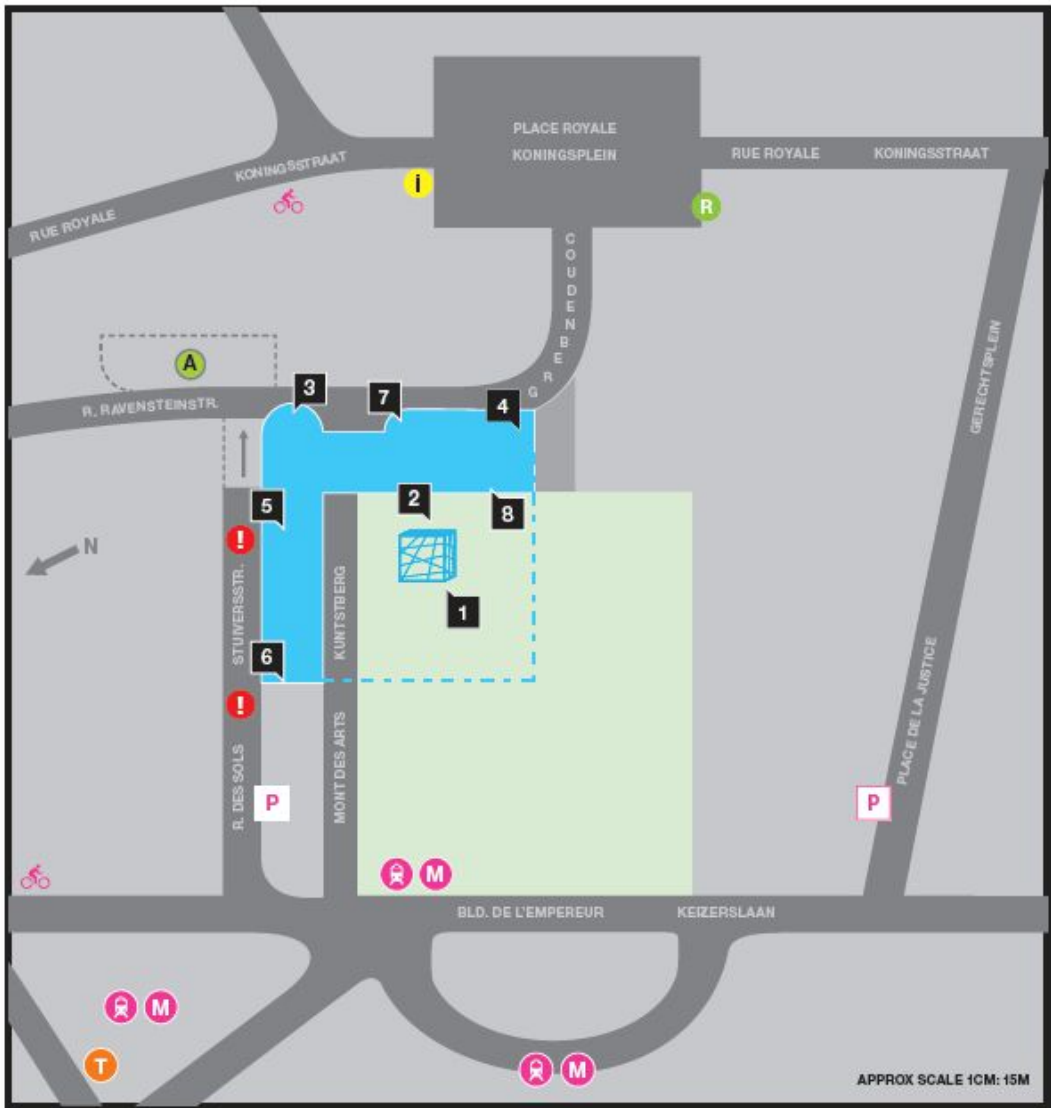 PLACE ROYALE
KONINGSPLEIN
RUE ROYALE
KONINGSSTRAAT
KONINGSSTRAAT
RUE ROYALE
i
R
COUDENBERG
A
R. RAVENSTEINSTR.
3
7
4
GERECHTSPLEIN
PLACE DE LA JUSTICE
5
2
8
N
!
STUIVERSSTR.
KUNTSTBERG
1
6
!
R. DES SOLS
MONT DES ARTS
P
P
M
BLD. DE L'EMPEREUR
KEIZERSLAAN
M
T
M
APPROX SCALE 1CM: 15M